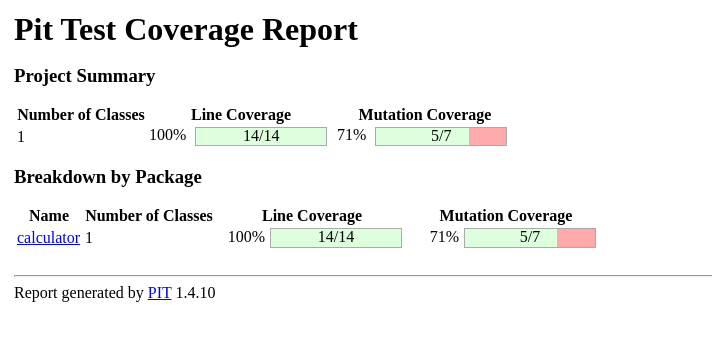 Pit Test Coverage Report
Project Summary
Number of Classes Line Coverage Mutation Coverage
1 100% 14/14 71% 5/7
Breakdown by Package
Name Number of Classes Line Coverage Mutation Coverage
calculator 1 100% 14/14 71% 5/7
Report generated by PIT 1.4.10